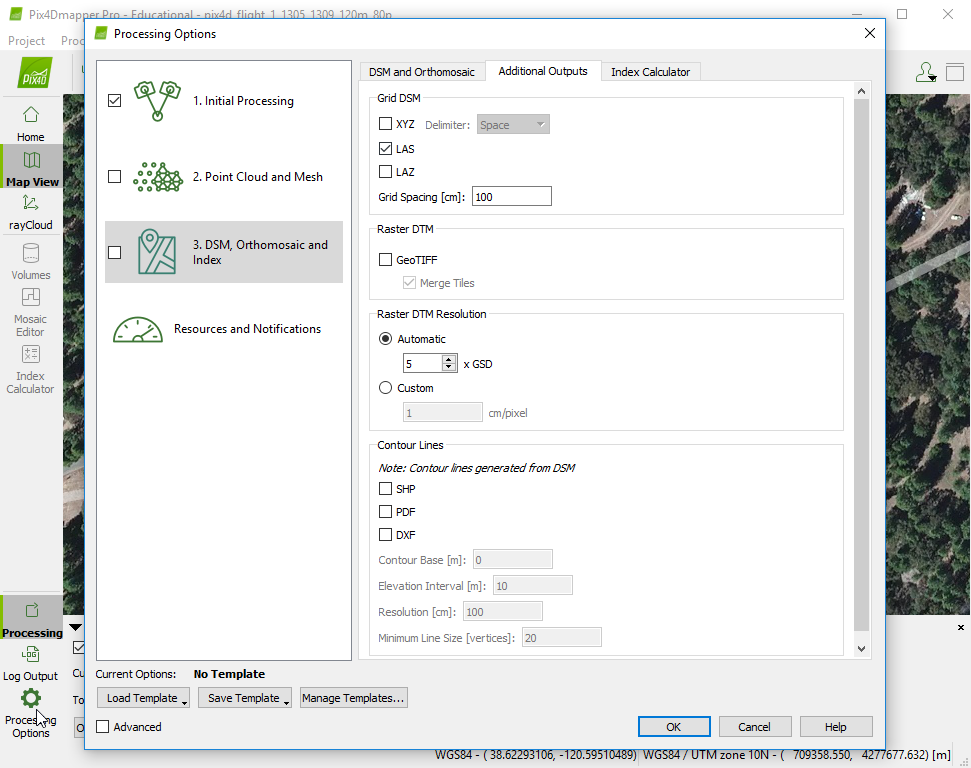 Pix4Dmapper Pro - Educational - pix4d_flight_1_1305_1309_120m_80p
Project
Proc
Processing Options
PIX4D
Home
Map View
rayCloud
Volumes
Mosaic
Editor
Index
Calculator
Processing
Log Output
Processing
Options
1. Initial Processing
2. Point Cloud and Mesh
3. DSM, Orthomosaic and
Index
Resources and Notifications
DSM and Orthomosaic
Additional Outputs
Index Calculator
Grid DSM
XYZ Delimiter: Space
LAS
LAZ
Grid Spacing [cm]: 100
Raster DTM
GeoTIFF
Merge Tiles
Raster DTM Resolution
Automatic
5 x GSD
Custom
1 cm/pixel
Contour Lines
Note: Contour lines generated from DSM
SHP
PDF
DXF
Contour Base [m]: 0
Elevation Interval [m]: 10
Resolution [cm]: 100
Minimum Line Size [vertices]: 20
Cu
To
O
Current Options: No Template
Load Template
Save Template
Manage Templates...
Advanced
OK
Cancel
Help
WGS84 - ( 38.62293106, -120.59510489) WGS84 / UTM zone 10N - ( 709358.550, 4277677.632) [m]